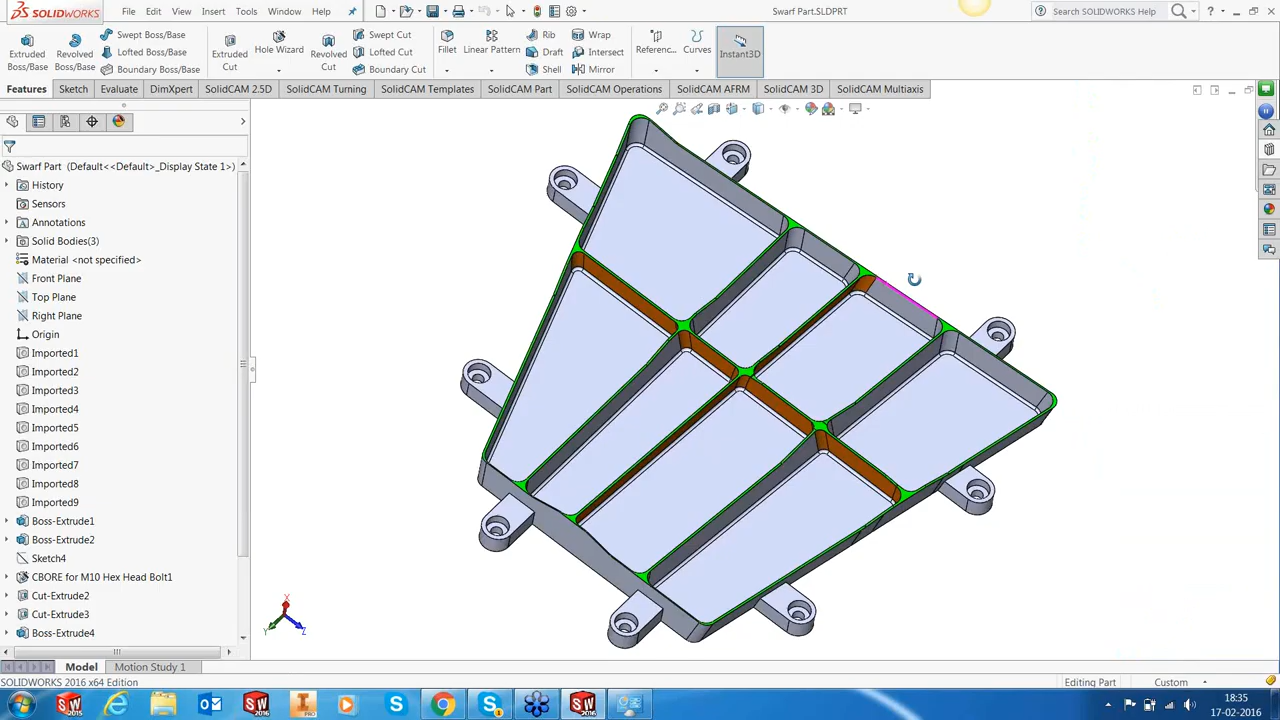 SOLIDWORKS File Edit View Insert Tools Window Help Swarf Part.SLDPRT Search SOLIDWORKS Help
Extruded Boss/Base
Revolved Boss/Base
Swept Boss/Base
Lofted Boss/Base
Boundary Boss/Base
Extruded Cut
Hole Wizard
Revolved Cut
Swept Cut
Lofted Cut
Boundary Cut
Fillet
Linear Pattern
Rib
Draft
Shell
Wrap
Intersect
Mirror
Referenc...
Curves
Instant3D
Features Sketch Evaluate DimXpert SolidCAM 2.5D SolidCAM Turning SolidCAM Templates SolidCAM Part SolidCAM Operations SolidCAM AFRM SolidCAM 3D SolidCAM Multiaxis
Swarf Part (Default<<Default>_Display State 1>)
History
Sensors
Annotations
Solid Bodies(3)
Material <not specified>
Front Plane
Top Plane
Right Plane
Origin
Imported1
Imported2
Imported3
Imported4
Imported5
Imported6
Imported7
Imported8
Imported9
Boss-Extrude1
Boss-Extrude2
Sketch4
CBORE for M10 Hex Head Bolt1
Cut-Extrude2
Cut-Extrude3
Boss-Extrude4
X
Y
Z
Model Motion Study 1
SOLIDWORKS 2016 x64 Edition Editing Part Custom
18:35
17-02-2016